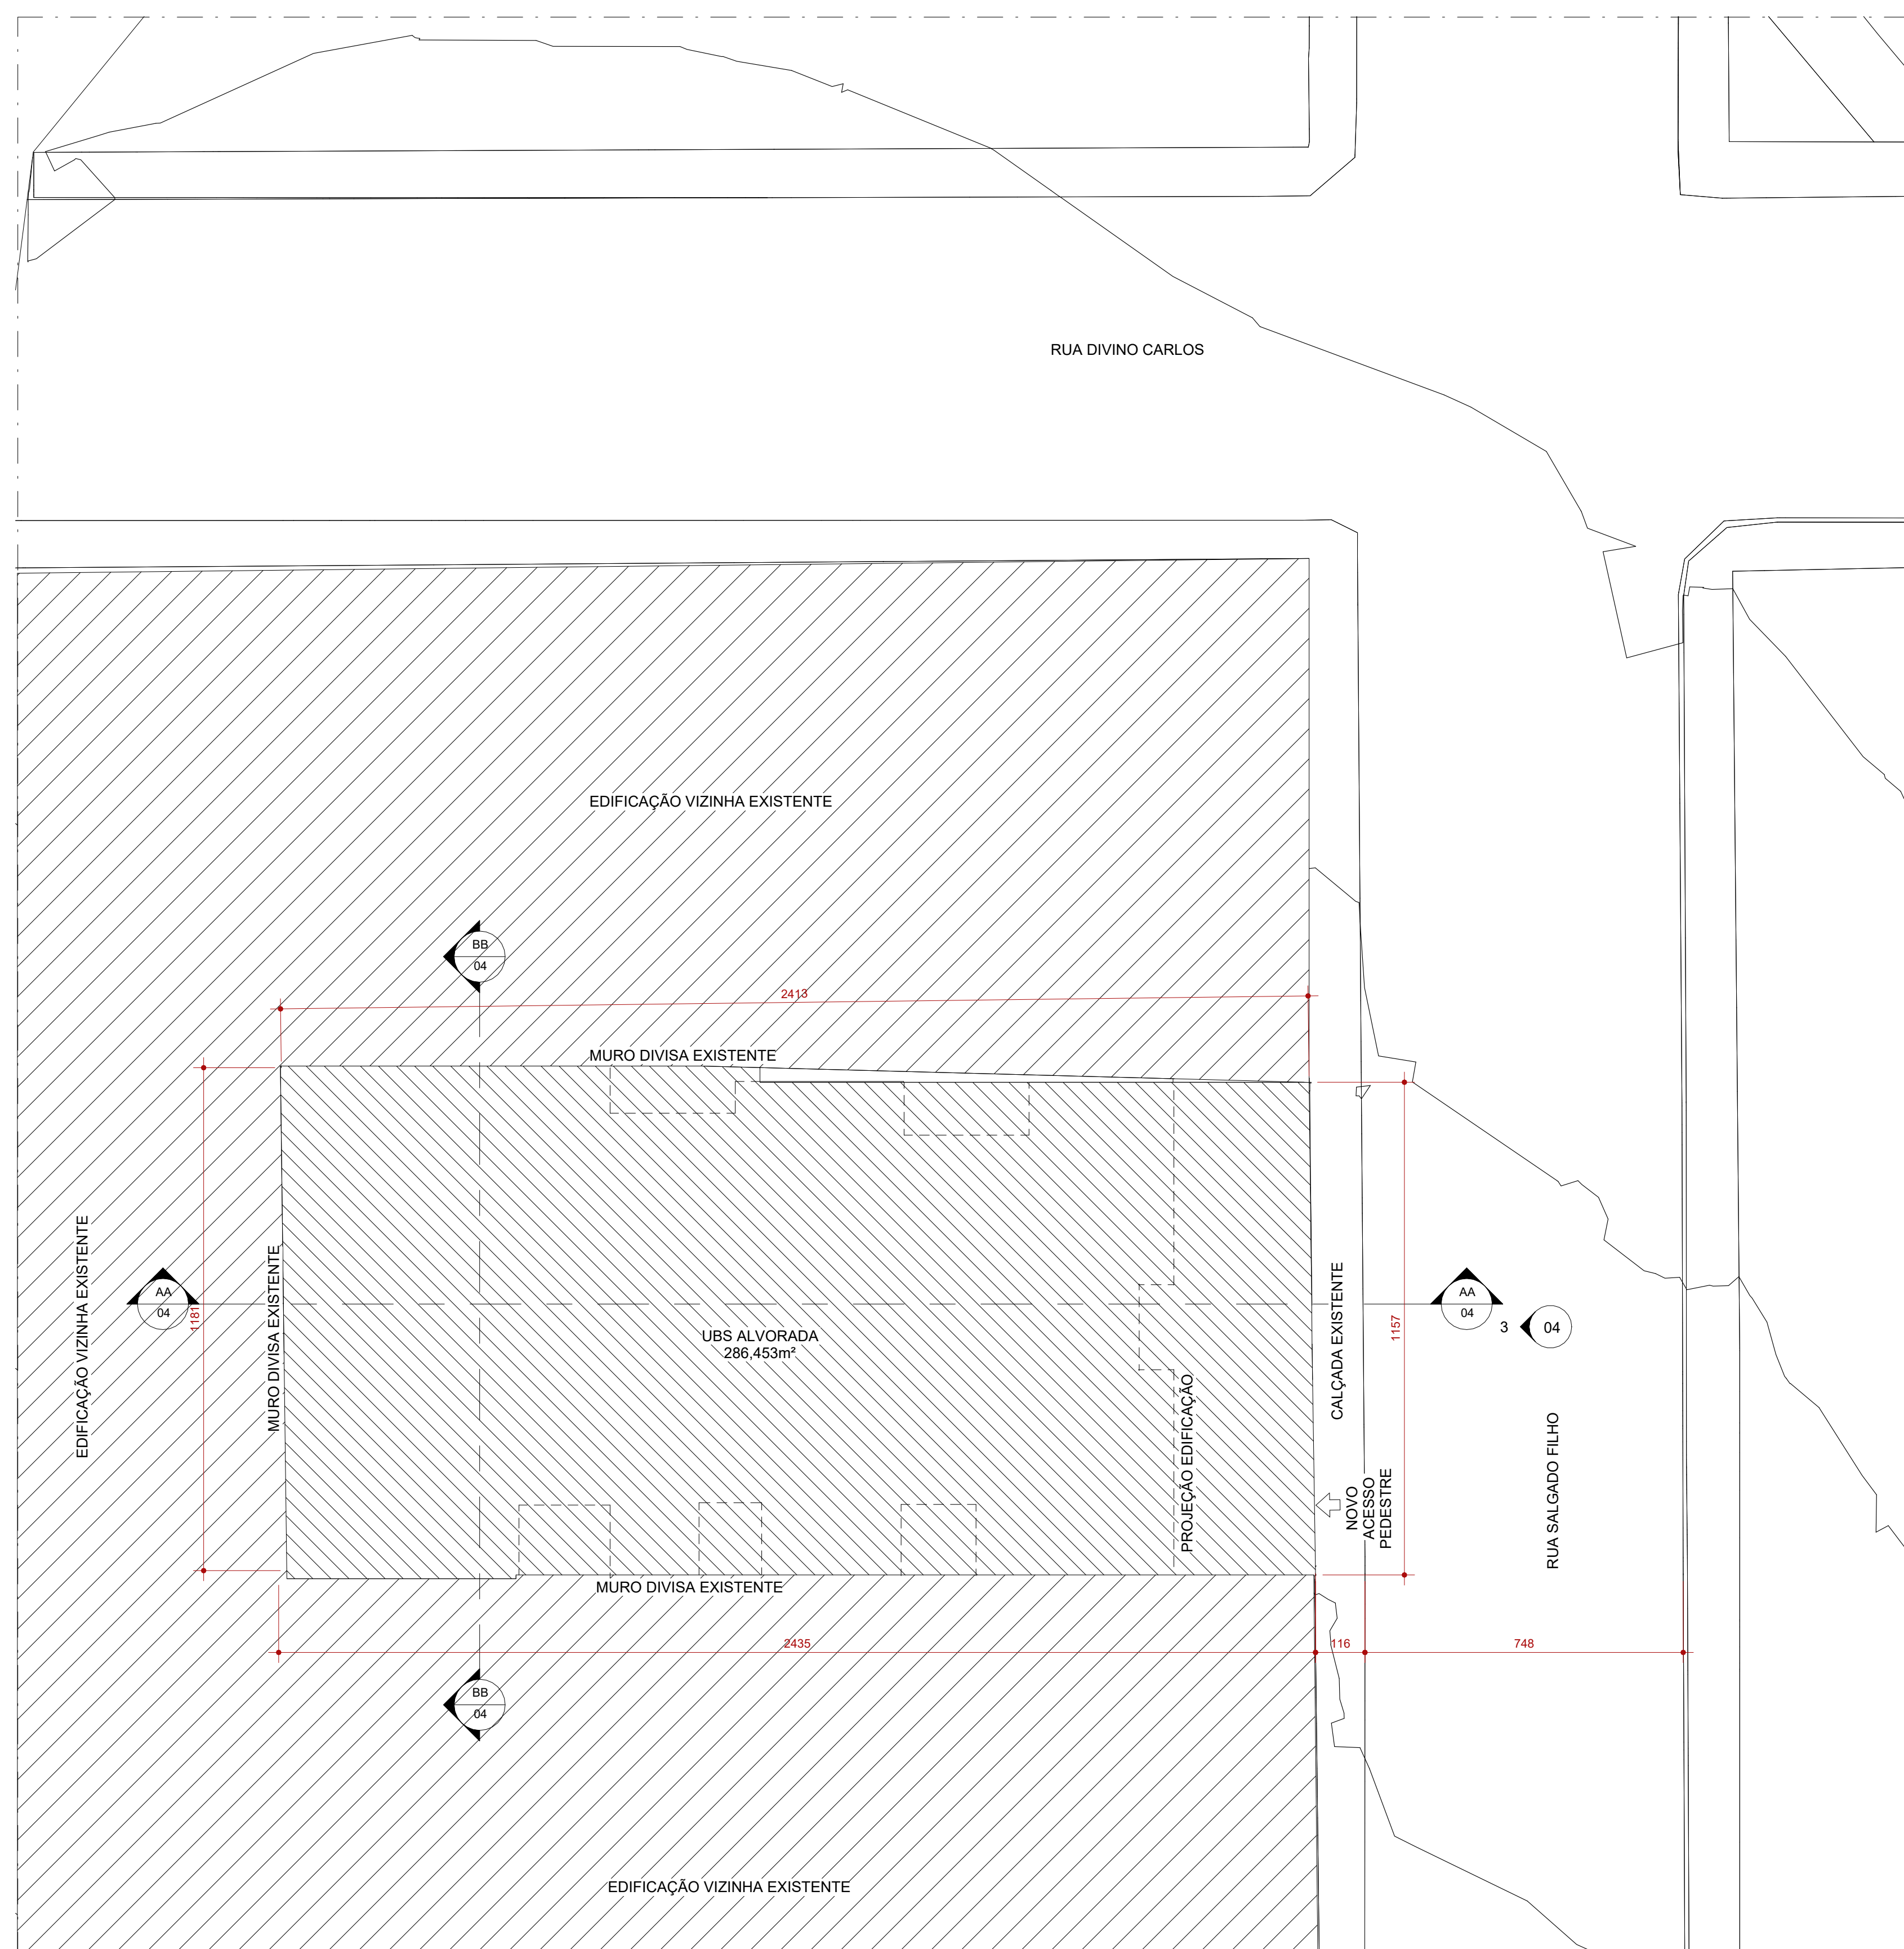 RUA DIVINO CARLOS
EDIFICAÇÃO VIZINHA EXISTENTE
BB
04
2413
MURO DIVISA EXISTENTE
EDIFICAÇÃO VIZINHA EXISTENTE
AA
04
1181
MURO DIVISA EXISTENTE
UBS ALVORADA
286,453m²
PROJEÇÃO EDIFICAÇÃO
CALÇADA EXISTENTE
NOVO
ACESSO
PEDESTRE
1157
AA
04
3
04
RUA SALGADO FILHO
MURO DIVISA EXISTENTE
2435
116
748
BB
04
EDIFICAÇÃO VIZINHA EXISTENTE